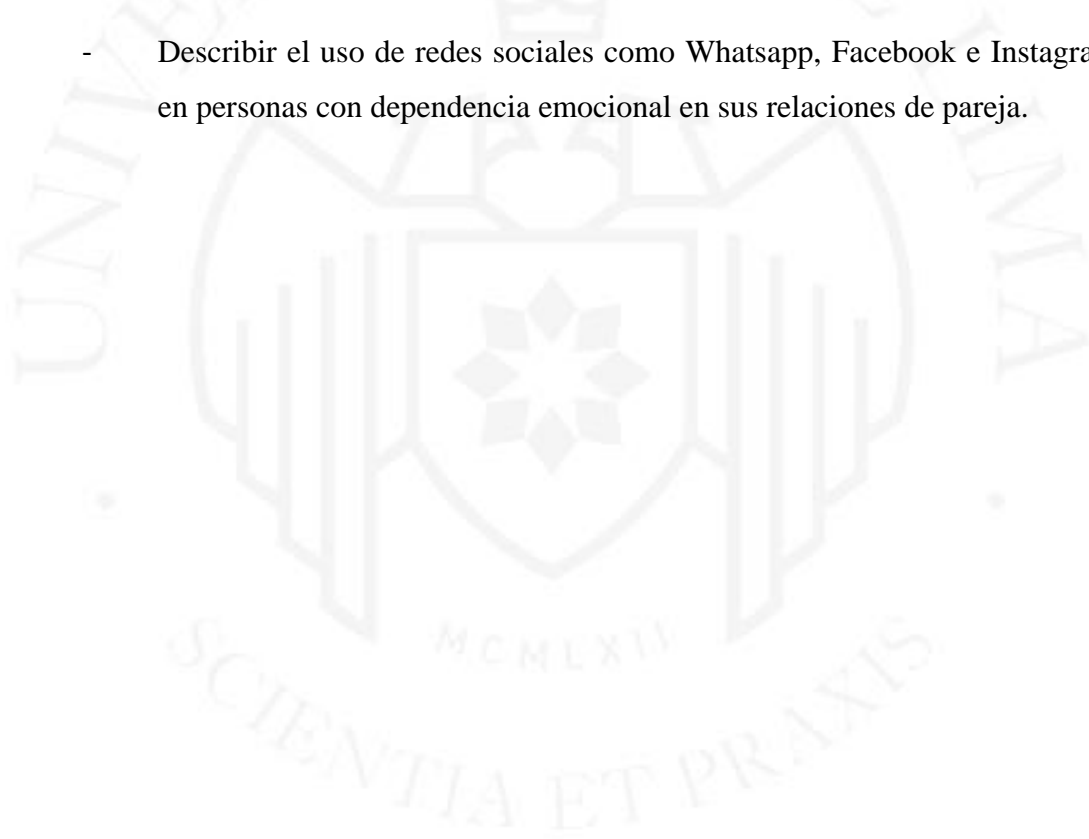 - Describir el uso de redes sociales como Whatsapp, Facebook e Instagra
en personas con dependencia emocional en sus relaciones de pareja.
MCMLXII
SCIENTIA ET PRAXIS